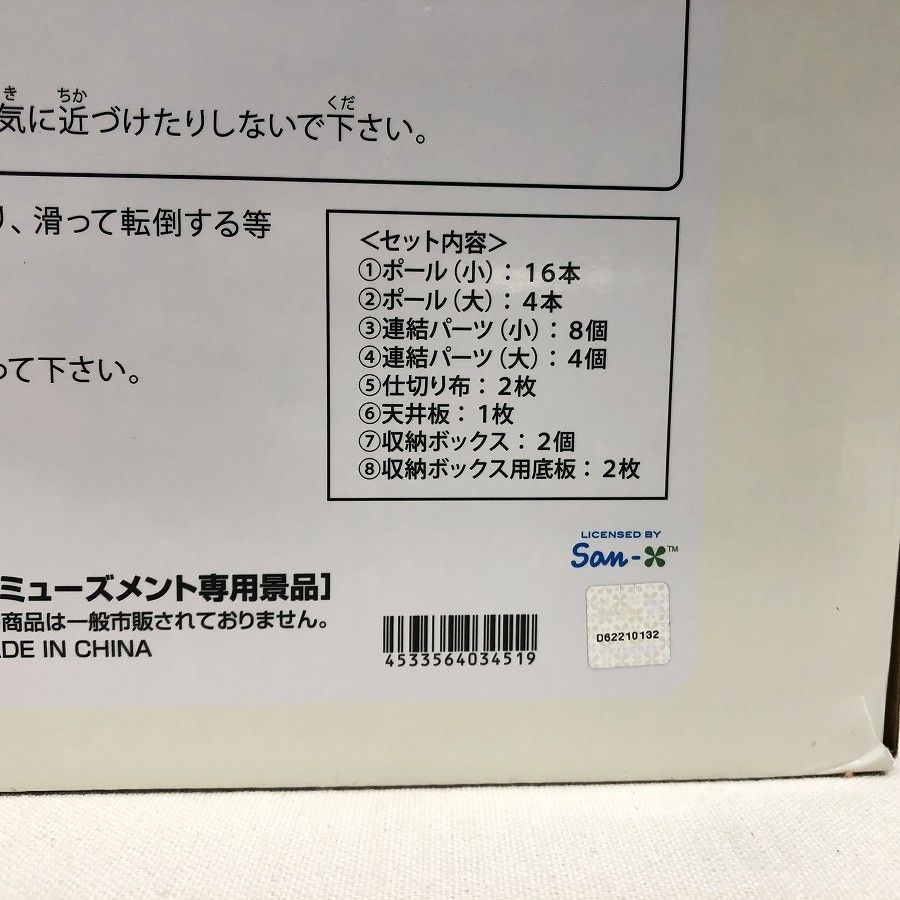 気に近づけたりしないで下さい。
、滑って転倒する等
って下さい。
<セット内容>
①ポール(小):16本
②ポール(大):4本
③連結パーツ(小):8個
④連結パーツ(大):4個
⑤仕切り布:2枚
⑥天井板:1枚
⑦収納ボックス:2個
⑧収納ボックス用底板:2枚
LICENSED BY
San-X™
ミューズメント専用景品]
商品は一般市販されておりません。
ADE IN CHINA
4533564034519
D62210132